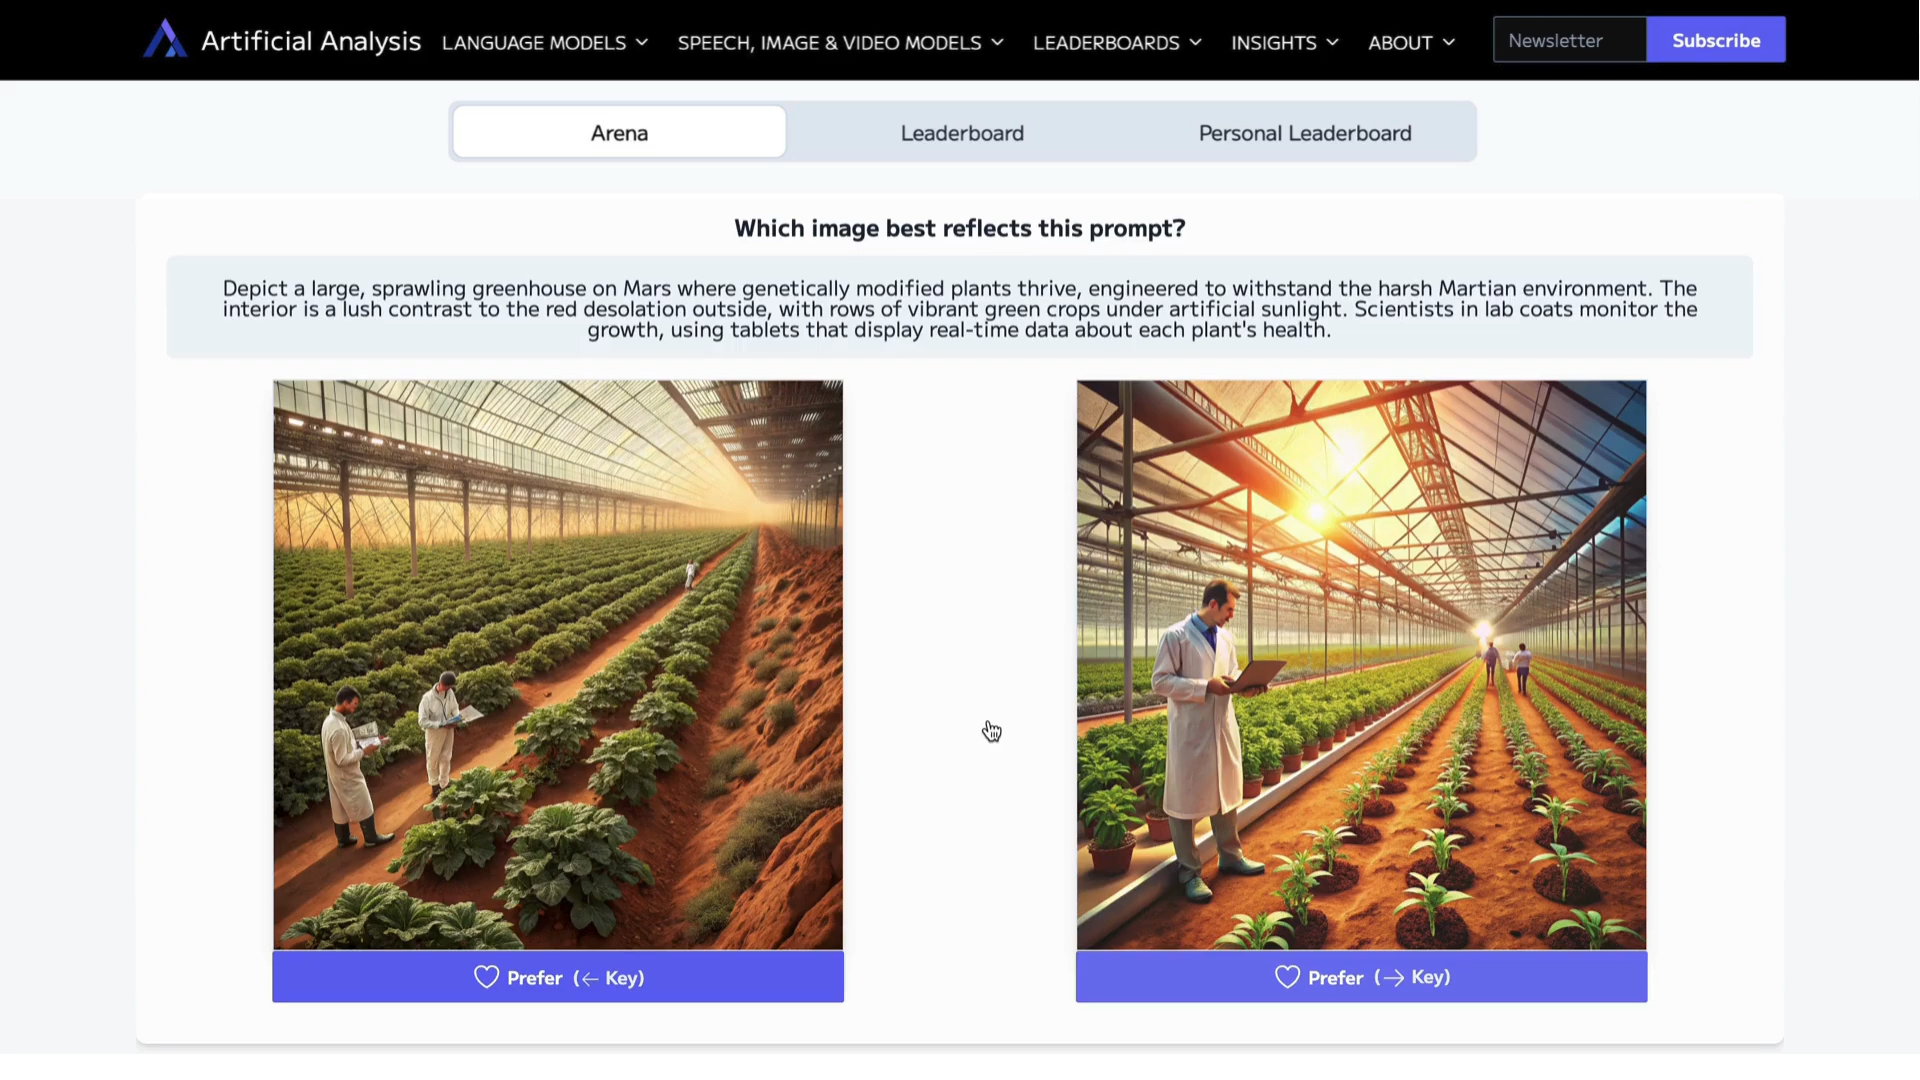 Artificial Analysis LANGUAGE MODELS SPEECH, IMAGE & VIDEO MODELS LEADERBOARDS INSIGHTS ABOUT Newsletter Subscribe
Arena Leaderboard Personal Leaderboard
Which image best reflects this prompt?
Depict a large, sprawling greenhouse on Mars where genetically modified plants thrive, engineered to withstand the harsh Martian environment. The
interior is a lush contrast to the red desolation outside, with rows of vibrant green crops under artificial sunlight. Scientists in lab coats monitor the
growth, using tablets that display real-time data about each plant's health.
Prefer (← Key) Prefer (→ Key)